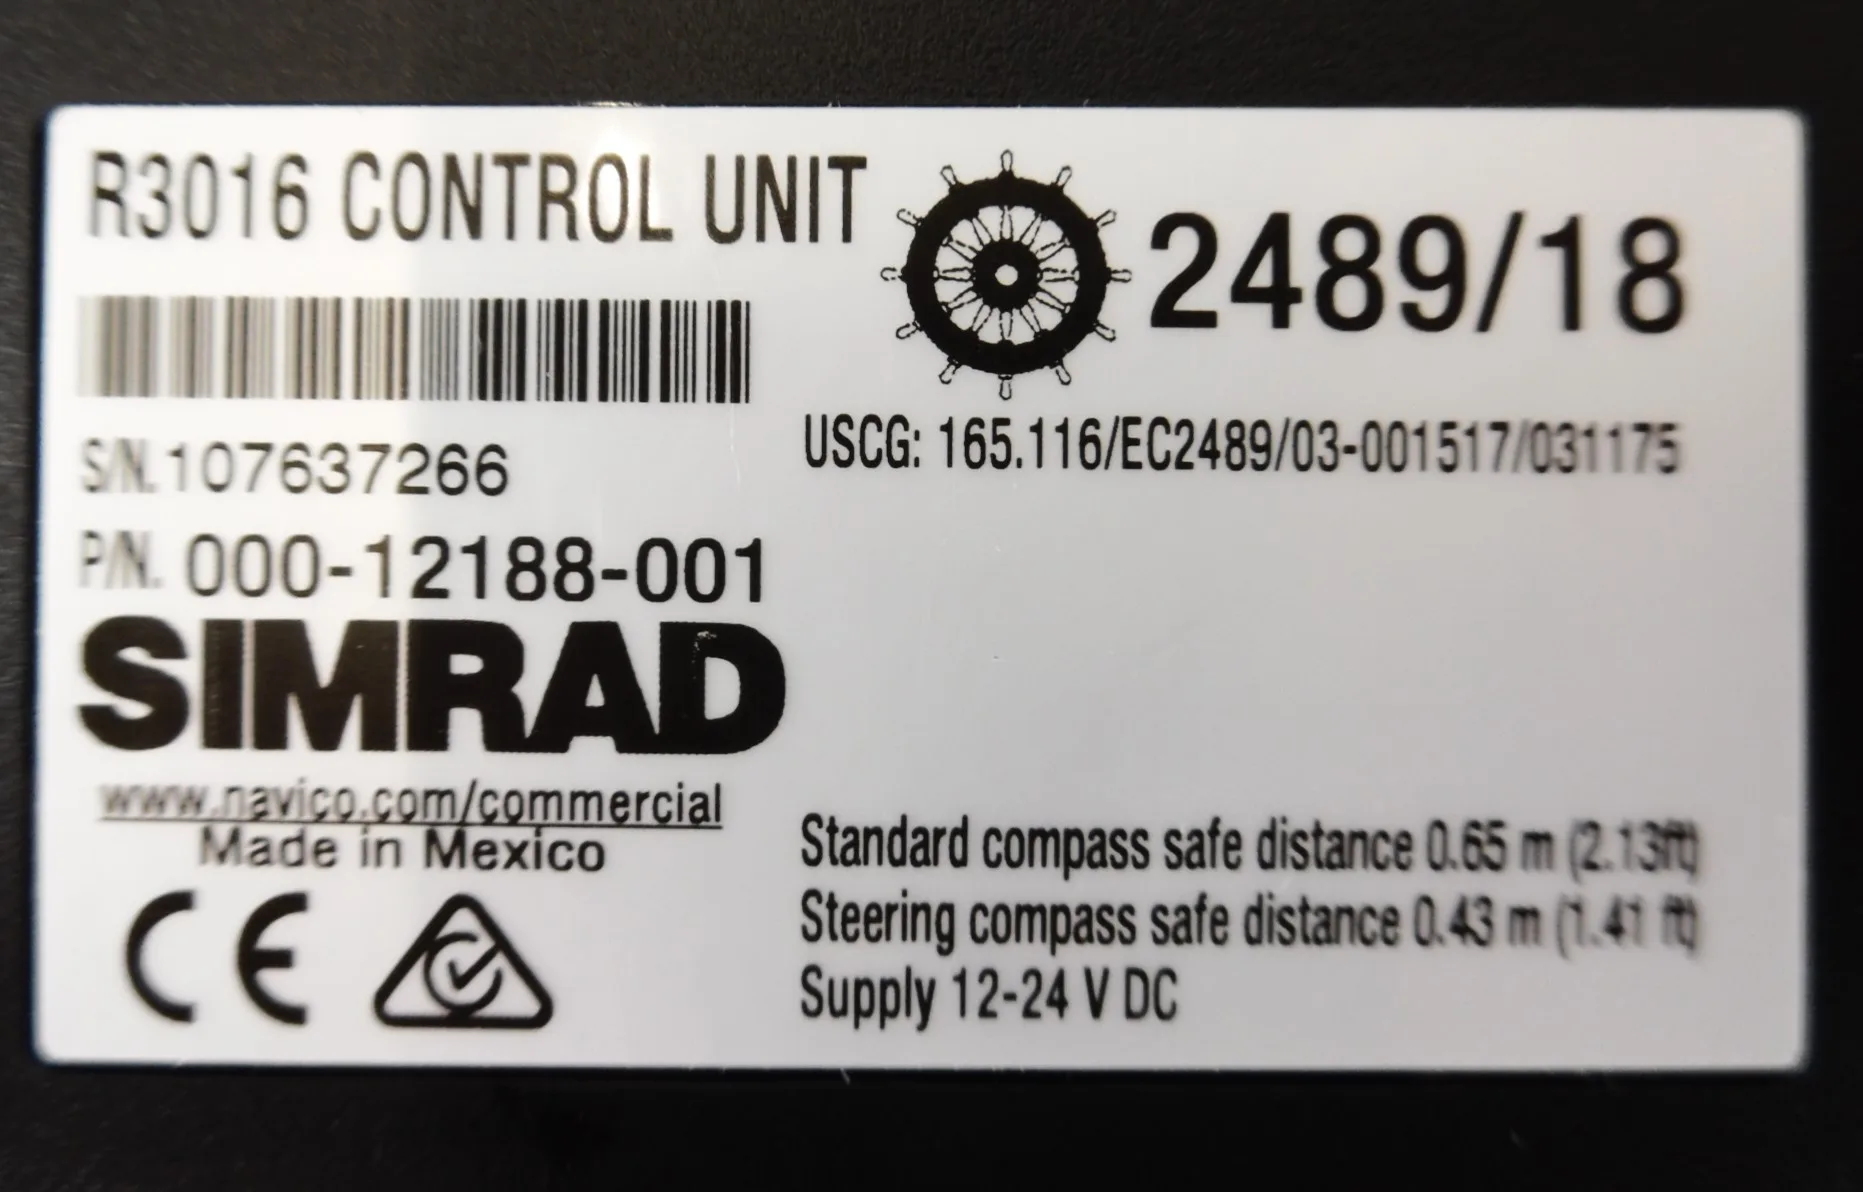 R3016 CONTROL UNIT
2489/18
S/N.107637266
USCG: 165.116/EC2489/03-001517/031175
P/N. 000-12188-001
SIMRAD
www.navico.com/commercial
Made in Mexico
CE
Standard compass safe distance 0.65 m (2.13ft)
Steering compass safe distance 0.43 m (1.41 ft)
Supply 12-24 V DC